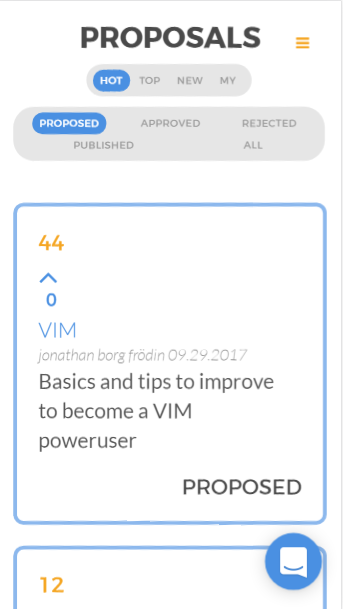 PROPOSALS
HOT TOP NEW MY
PROPOSED APPROVED REJECTED
PUBLISHED ALL
44
0
VIM
jonathan borg frödin 09.29.2017
Basics and tips to improve
to become a VIM
poweruser
PROPOSED
12